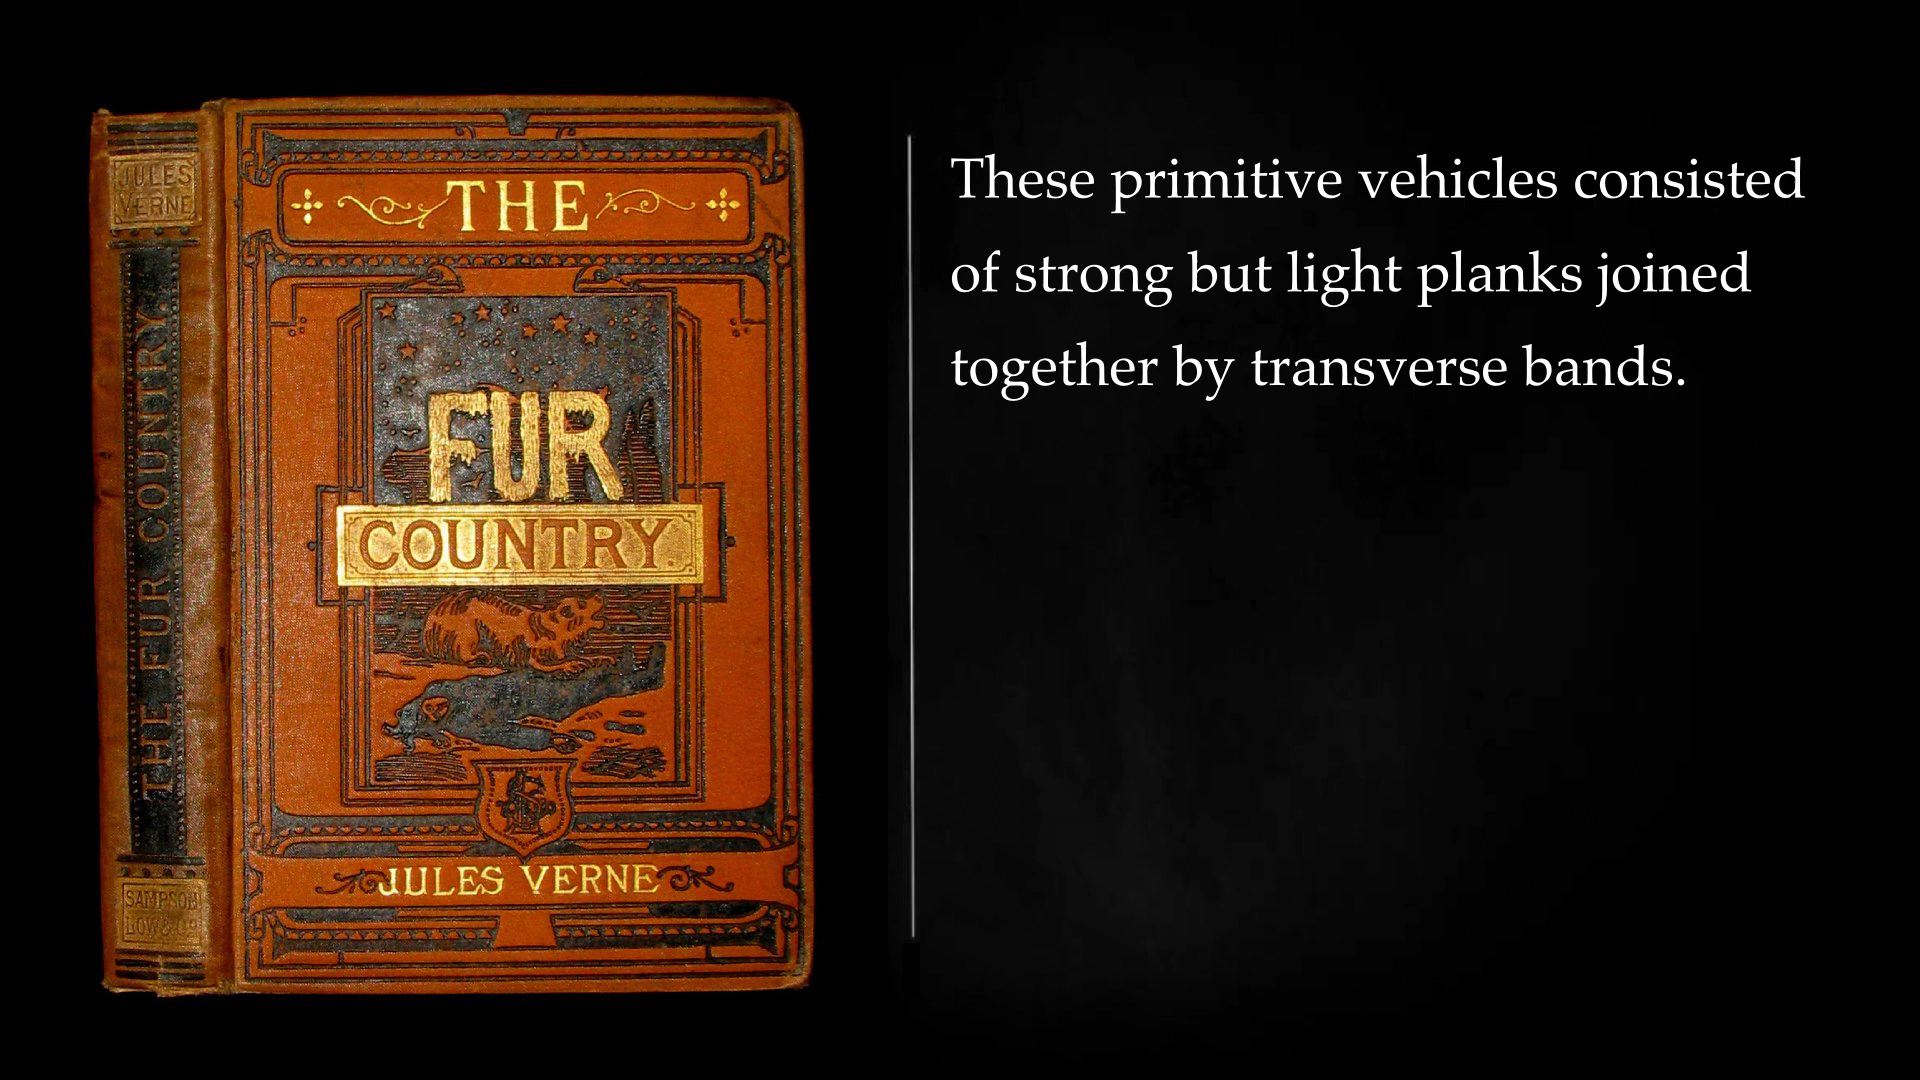 JULES
VERNE
THE FUR COUNTRY.
SAMPSON
LOW & Co
THE
FUR
COUNTRY.
JULES VERNE
These primitive vehicles consisted
of strong but light planks joined
together by transverse bands.